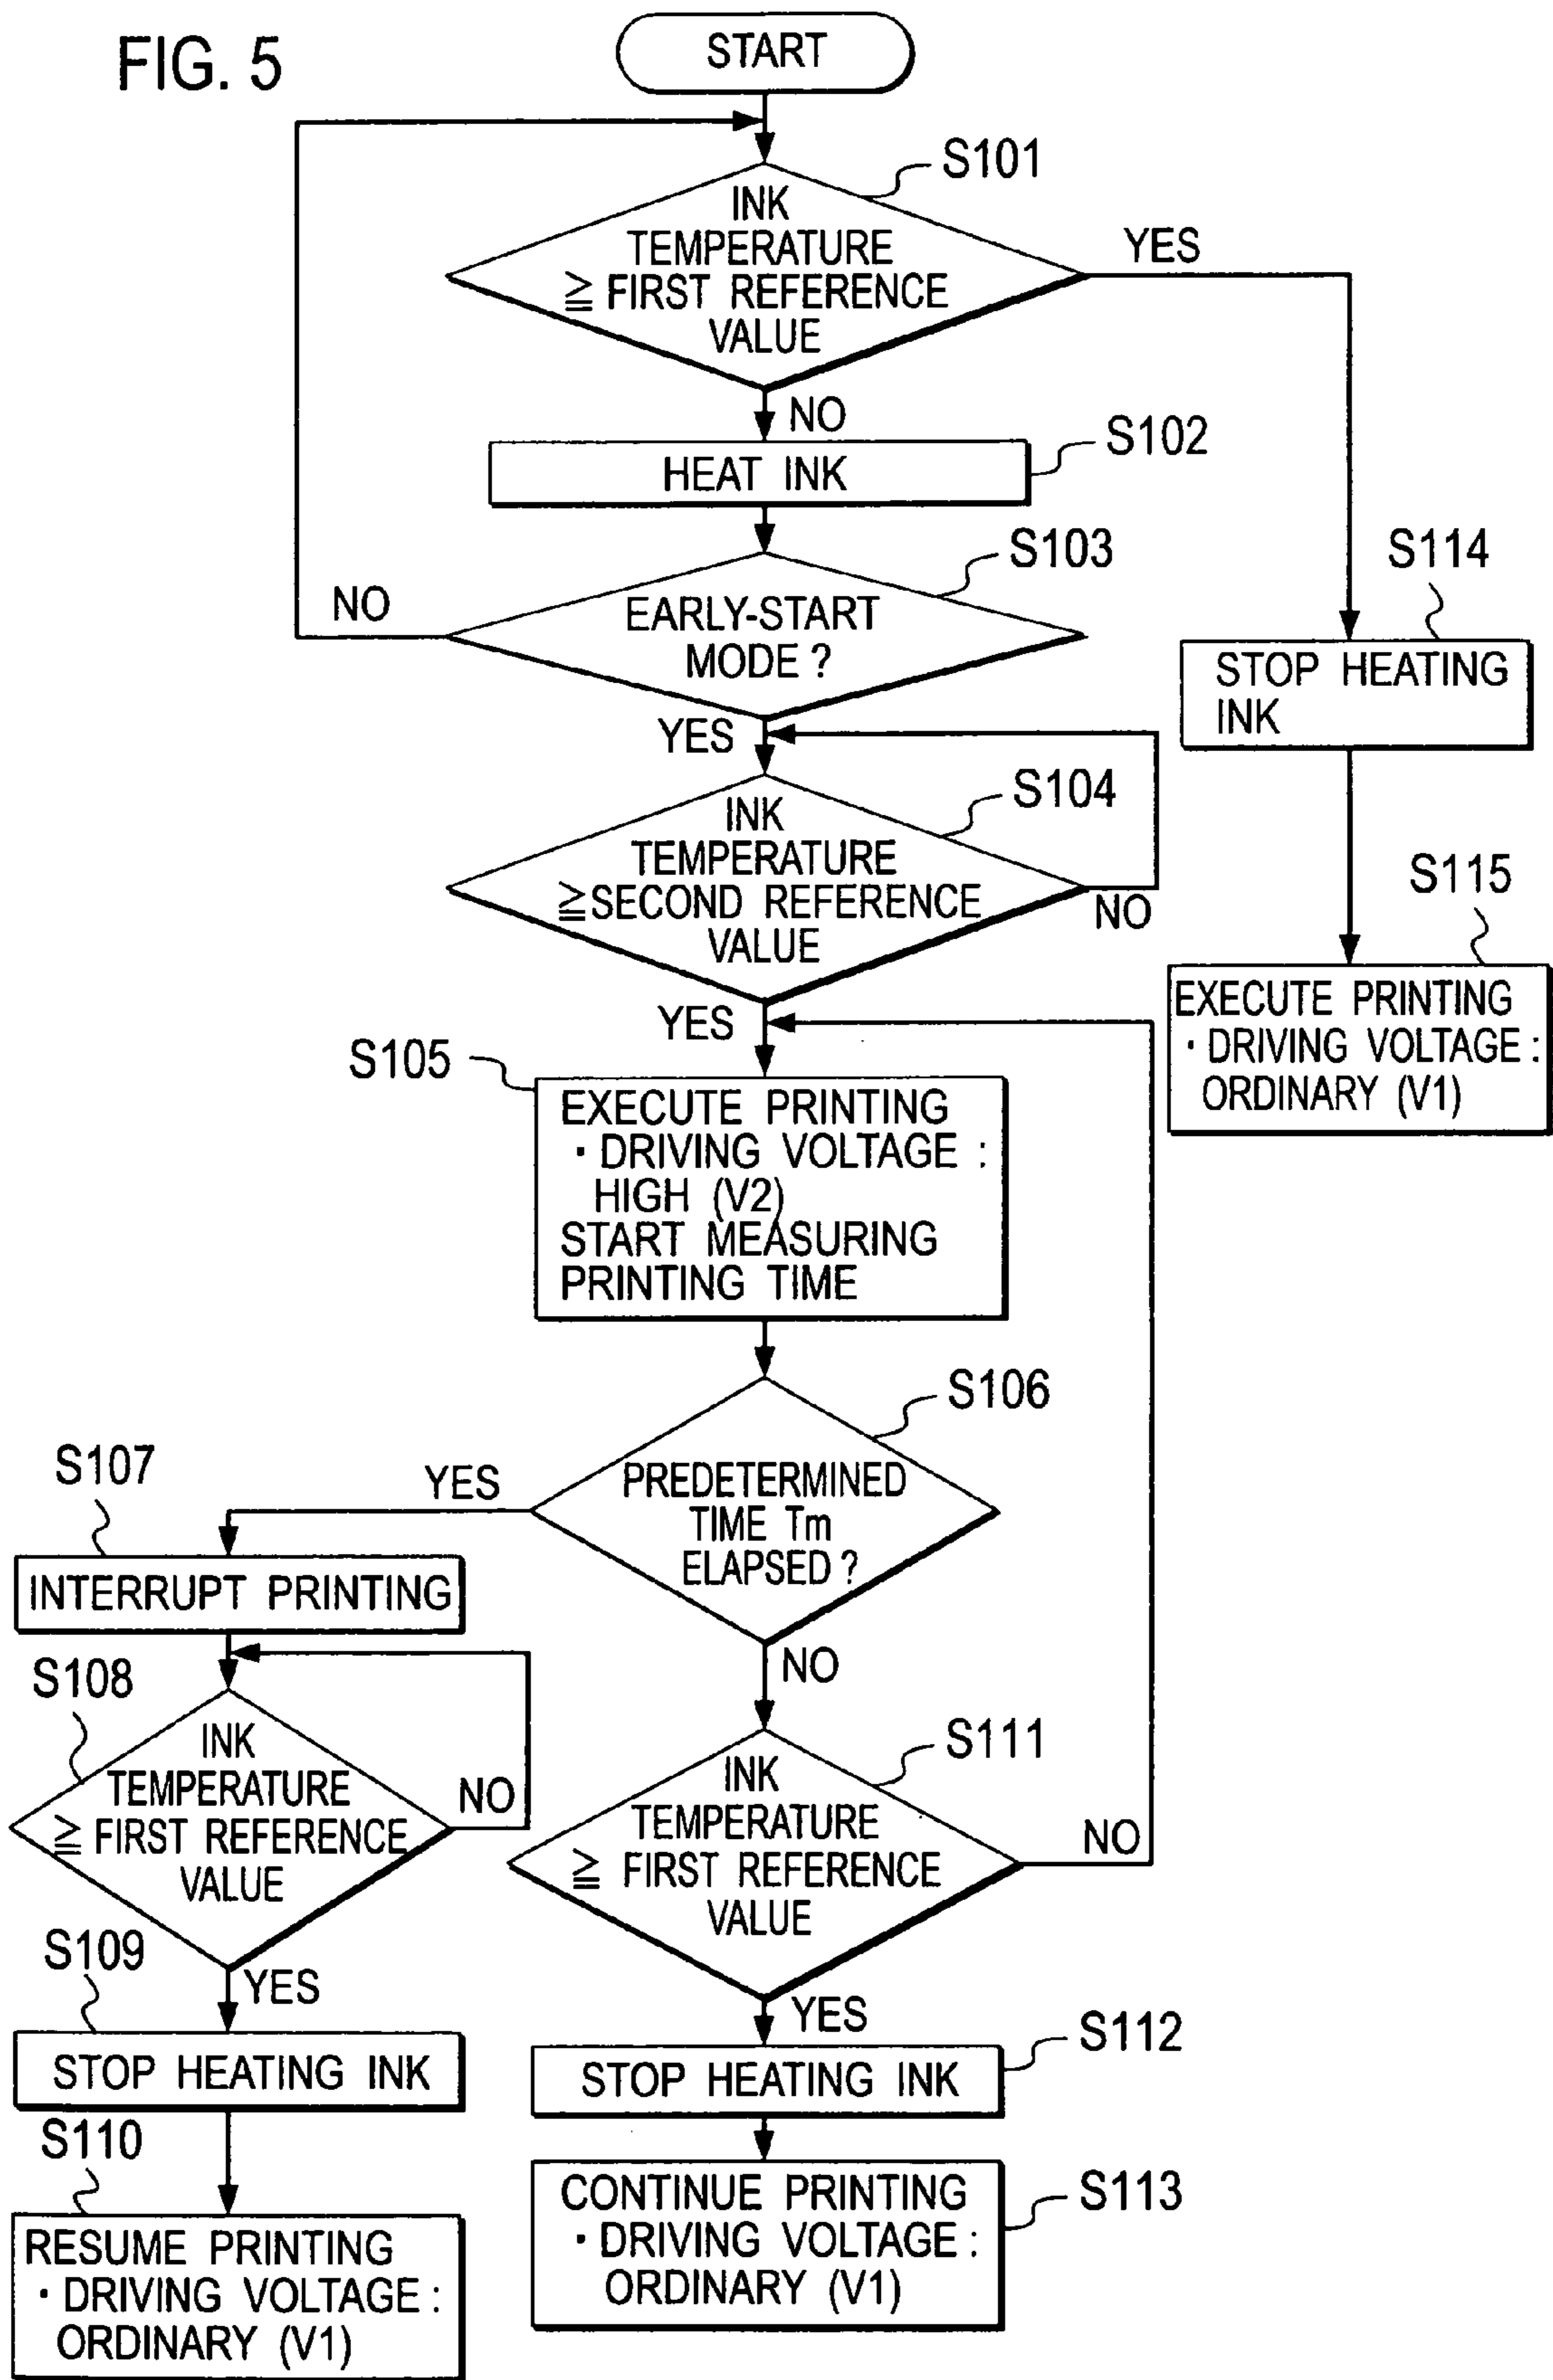 FIG. 5
START
S101
INK
TEMPERATURE
≧ FIRST REFERENCE
VALUE
YES
NO
S102
HEAT INK
S103
EARLY-START
MODE ?
NO
YES
S114
STOP HEATING
INK
S104
INK
TEMPERATURE
≧ SECOND REFERENCE
VALUE
NO
YES
S115
EXECUTE PRINTING
・DRIVING VOLTAGE :
ORDINARY (V1)
S105
EXECUTE PRINTING
・DRIVING VOLTAGE :
HIGH (V2)
START MEASURING
PRINTING TIME
S106
PREDETERMINED
TIME Tm
ELAPSED ?
YES
NO
S107
INTERRUPT PRINTING
S108
INK
TEMPERATURE
≧ FIRST REFERENCE
VALUE
NO
YES
S111
INK
TEMPERATURE
≧ FIRST REFERENCE
VALUE
NO
YES
S109
STOP HEATING INK
S112
STOP HEATING INK
S110
RESUME PRINTING
・DRIVING VOLTAGE :
ORDINARY (V1)
S113
CONTINUE PRINTING
・DRIVING VOLTAGE :
ORDINARY (V1)